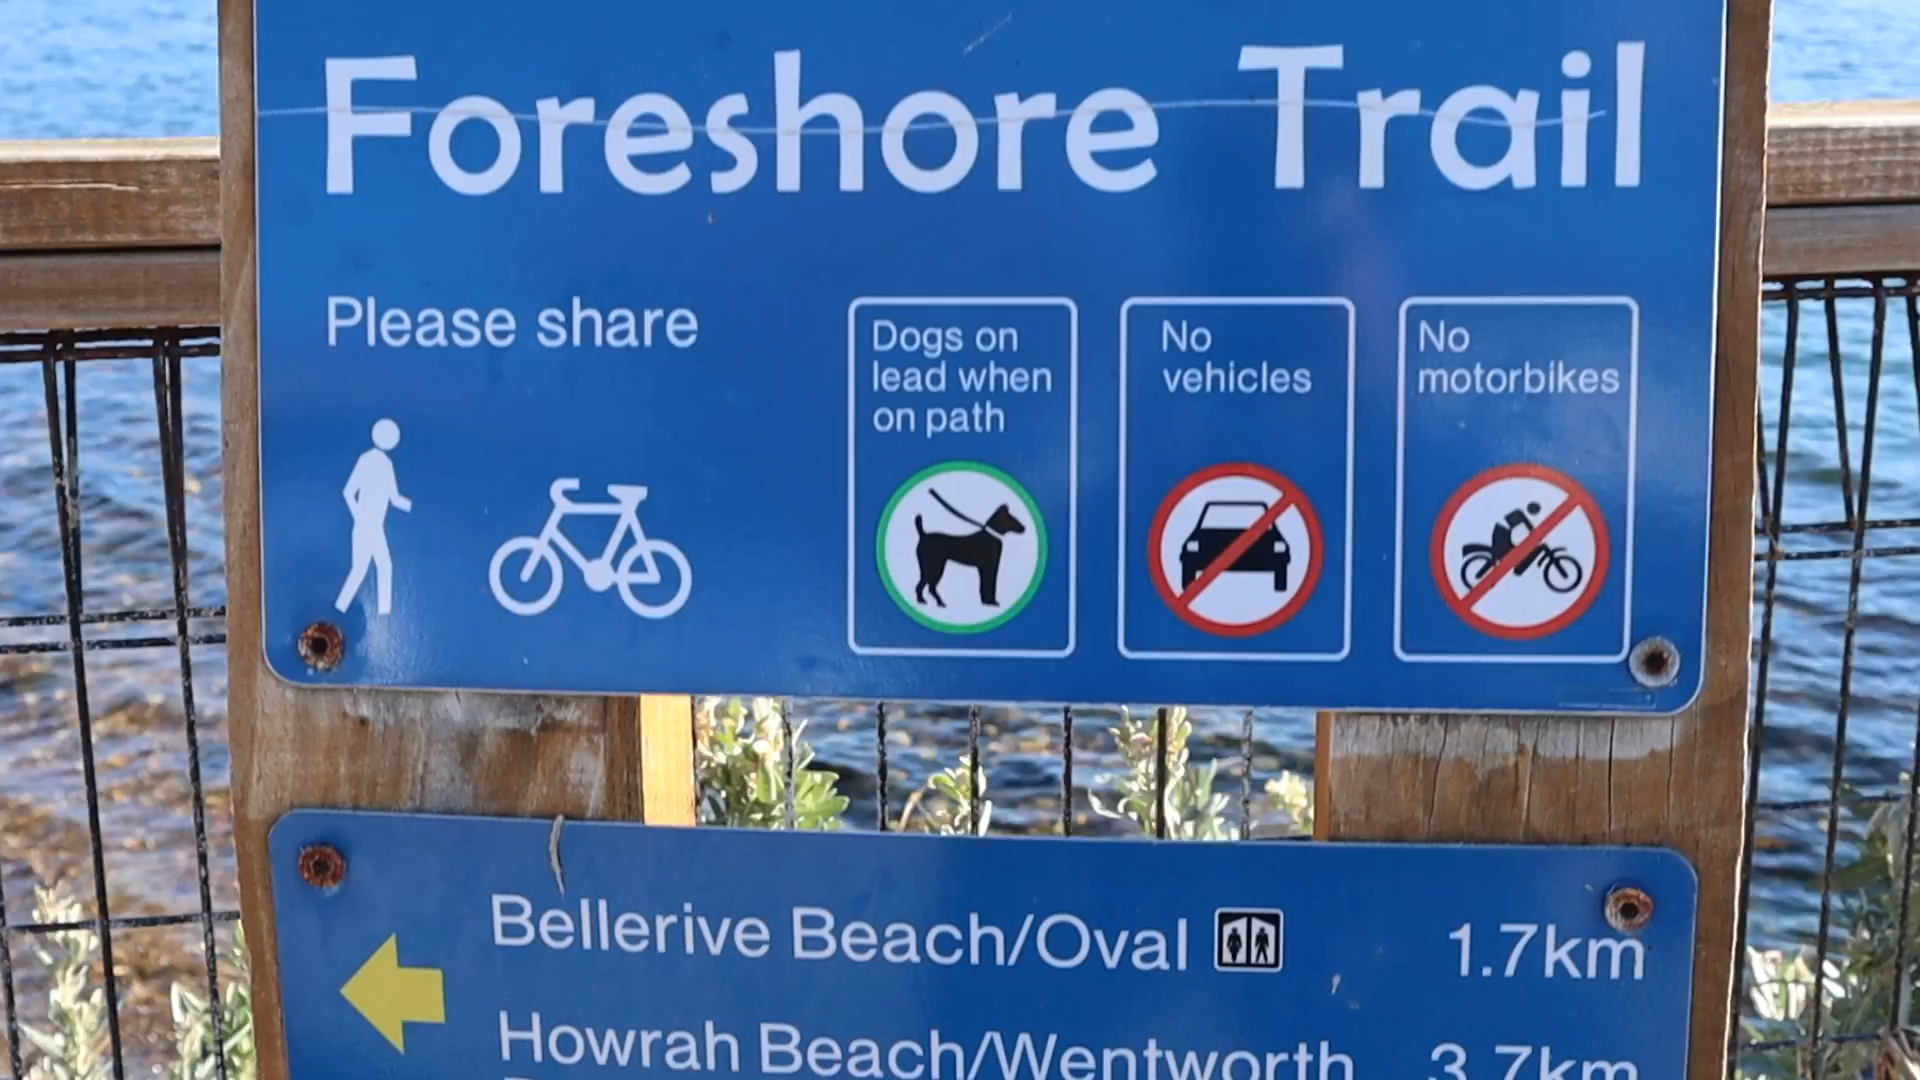 Foreshore Trail
Please share
Dogs on
lead when
on path
No
vehicles
No
motorbikes
Bellerive Beach/Oval 1.7km
Howrah Beach/Wentworth 3.7km